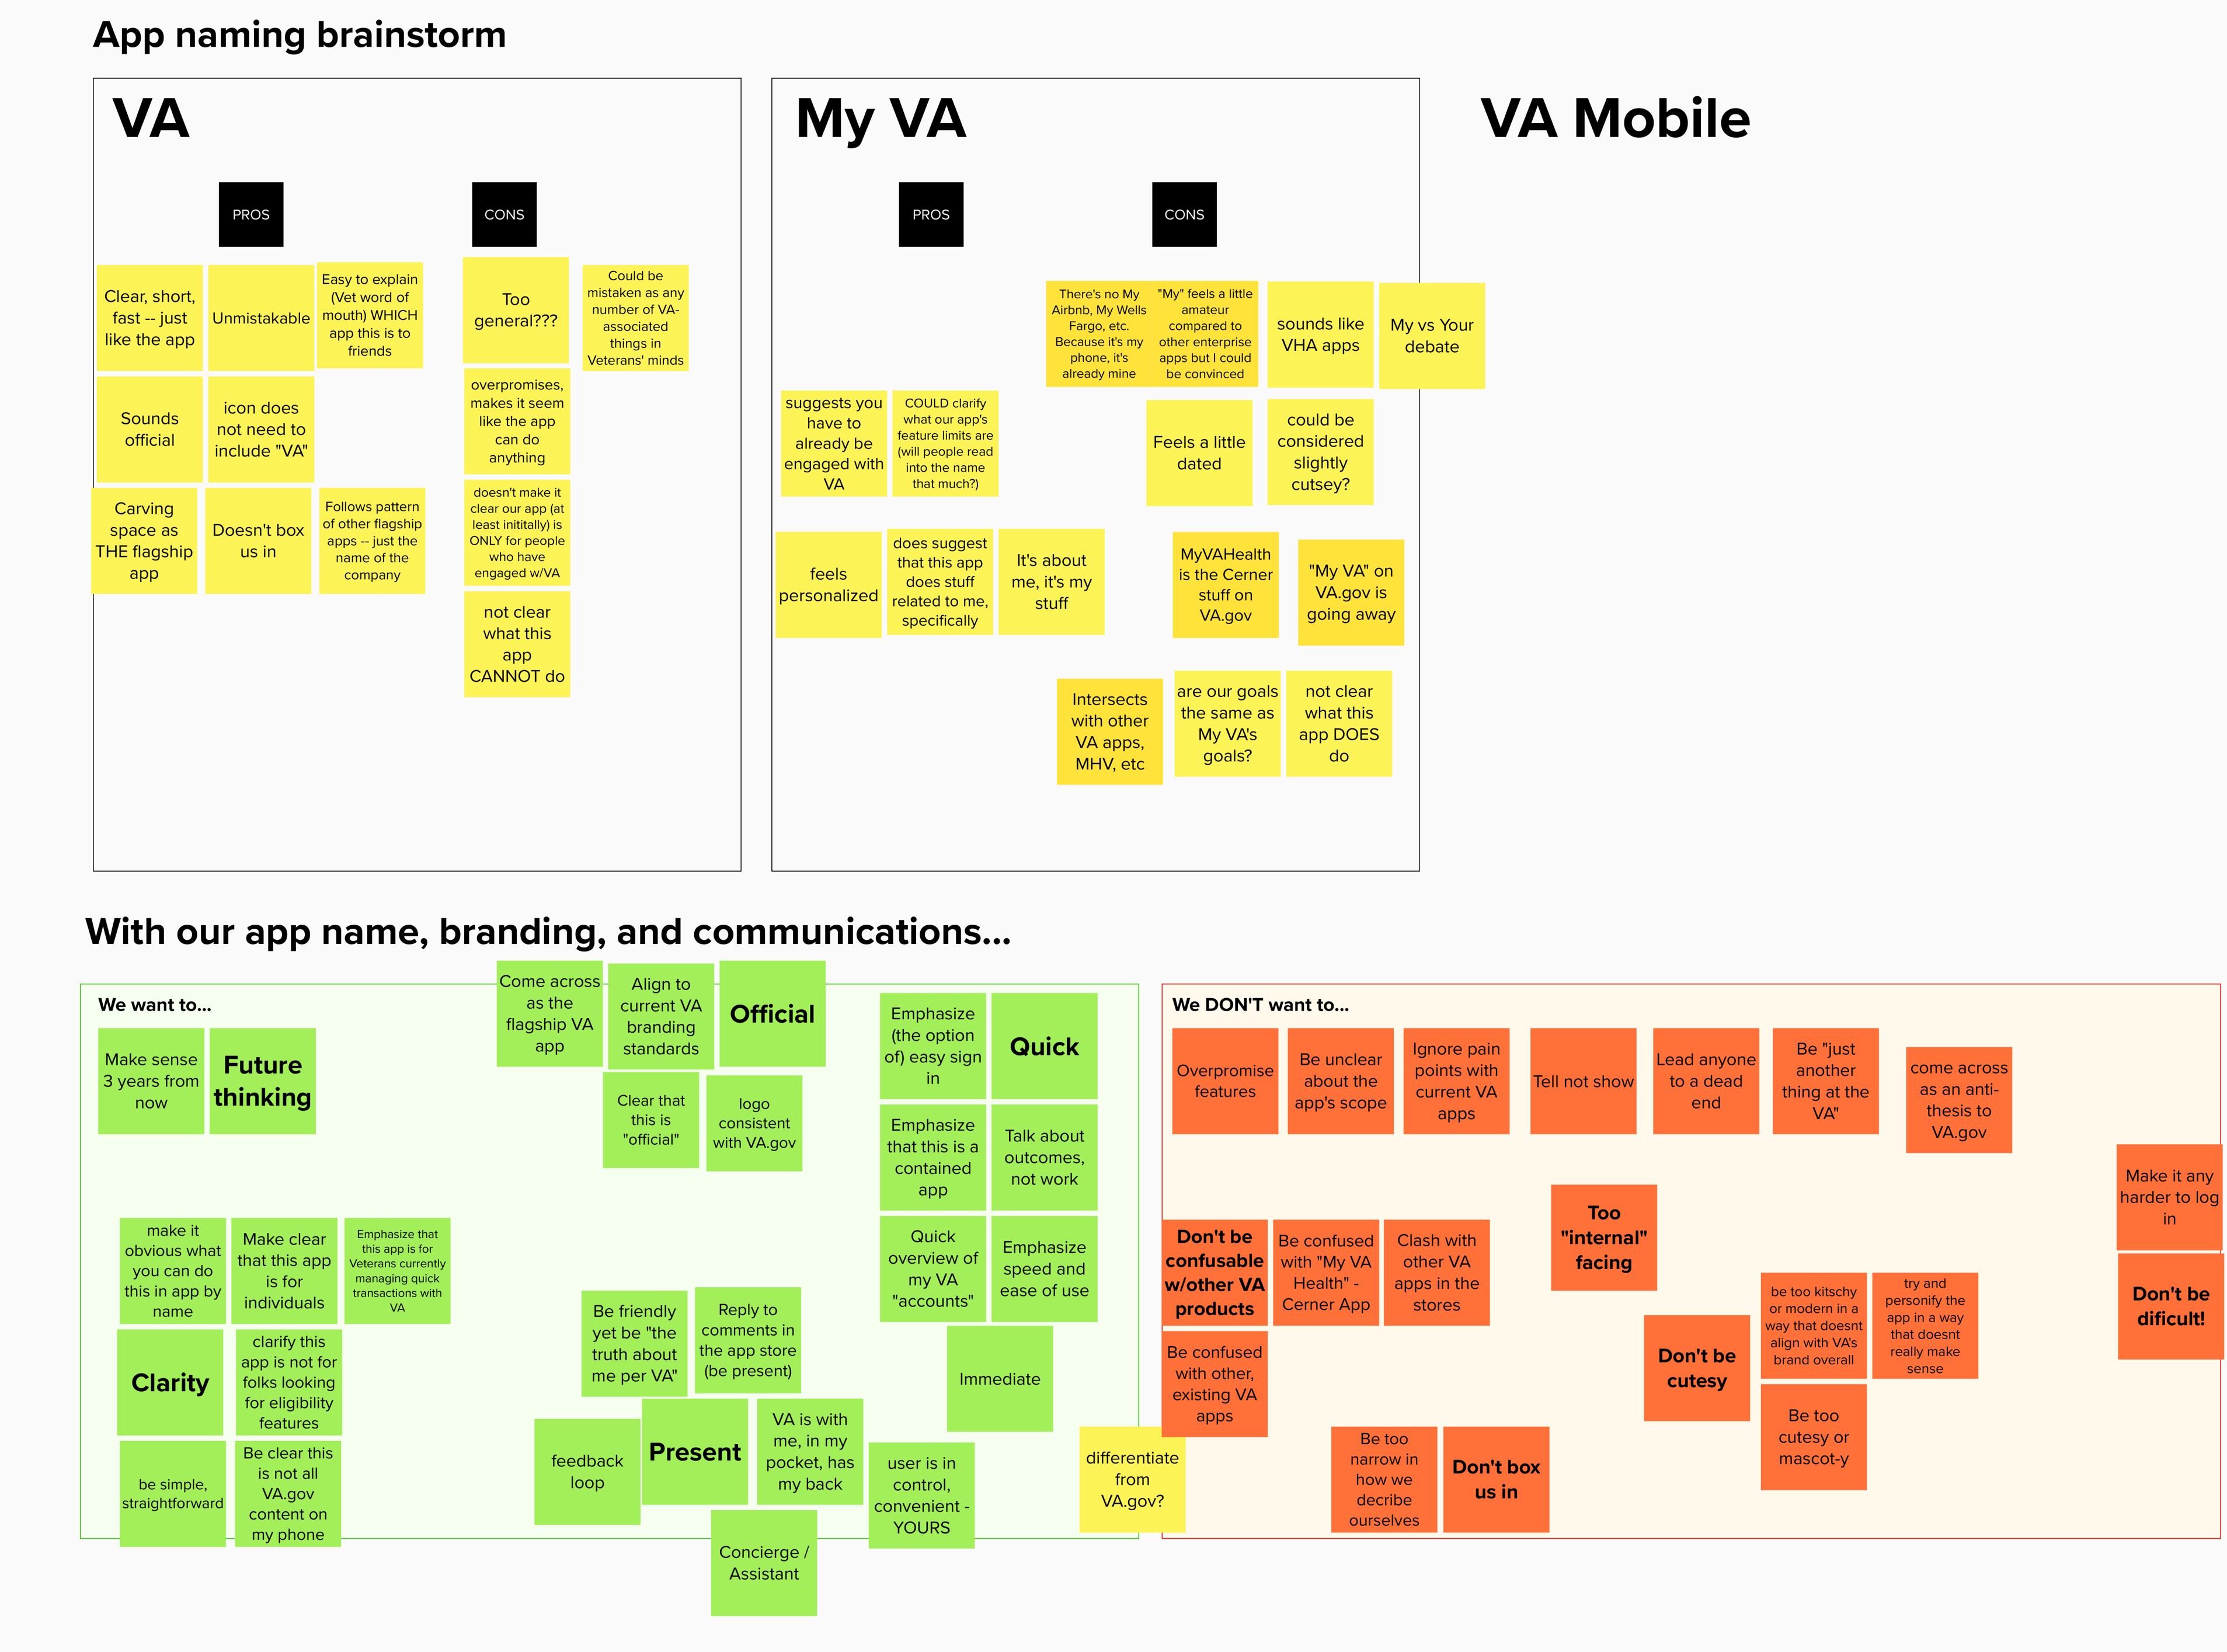 App naming brainstorm
VA
PROS
CONS
Clear, short,
fast -- just
like the app
Unmistakable
Easy to explain
(Vet word of
mouth) WHICH
app this is to
friends
Too
general???
Could be
mistaken as any
number of VA-
associated
things in
Veterans' minds
Sounds
official
icon does
not need to
include "VA"
overpromises,
makes it seem
like the app
can do
anything
Carving
space as
THE flagship
app
Doesn't box
us in
Follows pattern
of other flagship
apps -- just the
name of the
company
doesn't make it
clear our app (at
least inititally) is
ONLY for people
who have
engaged w/VA
not clear
what this
app
CANNOT do
My VA
PROS
CONS
There's no My
Airbnb, My Wells
Fargo, etc.
Because it's my
phone, it's
already mine
"My" feels a little
amateur
compared to
other enterprise
apps but I could
be convinced
sounds like
VHA apps
My vs Your
debate
suggests you
have to
already be
engaged with
VA
COULD clarify
what our app's
feature limits are
(will people read
into the name
that much?)
Feels a little
dated
could be
considered
slightly
cutsey?
feels
personalized
does suggest
that this app
does stuff
related to me,
specifically
It's about
me, it's my
stuff
MyVAHealth
is the Cerner
stuff on
VA.gov
"My VA" on
VA.gov is
going away
Intersects
with other
VA apps,
MHV, etc
are our goals
the same as
My VA's
goals?
not clear
what this
app DOES
do
VA Mobile
With our app name, branding, and communications...
We want to...
Make sense
3 years from
now
Future
thinking
Come across
as the
flagship VA
app
Align to
current VA
branding
standards
Official
Clear that
this is
"official"
logo
consistent
with VA.gov
Emphasize
(the option
of) easy sign
in
Quick
Emphasize
that this is a
contained
app
Talk about
outcomes,
not work
Quick
overview of
my VA
"accounts"
Emphasize
speed and
ease of use
Immediate
make it
obvious what
you can do
this in app by
name
Make clear
that this app
is for
individuals
Emphasize that
this app is for
Veterans currently
managing quick
transactions with
VA
Clarity
clarify this
app is not for
folks looking
for eligibility
features
be simple,
straightforward
Be clear this
is not all
VA.gov
content on
my phone
Be friendly
yet be "the
truth about
me per VA"
Reply to
comments in
the app store
(be present)
feedback
loop
Present
VA is with
me, in my
pocket, has
my back
user is in
control,
convenient -
YOURS
Concierge /
Assistant
differentiate
from
VA.gov?
We DON'T want to...
Overpromise
features
Be unclear
about the
app's scope
Ignore pain
points with
current VA
apps
Tell not show
Lead anyone
to a dead
end
Be "just
another
thing at the
VA"
come across
as an anti-
thesis to
VA.gov
Make it any
harder to log
in
Don't be
dificult!
Don't be
confusable
w/other VA
products
Be confused
with "My VA
Health" -
Cerner App
Clash with
other VA
apps in the
stores
Be confused
with other,
existing VA
apps
Too
"internal"
facing
Don't be
cutesy
be too kitschy
or modern in a
way that doesnt
align with VA's
brand overall
try and
personify the
app in a way
that doesnt
really make
sense
Be too
cutesy or
mascot-y
Be too
narrow in
how we
decribe
ourselves
Don't box
us in